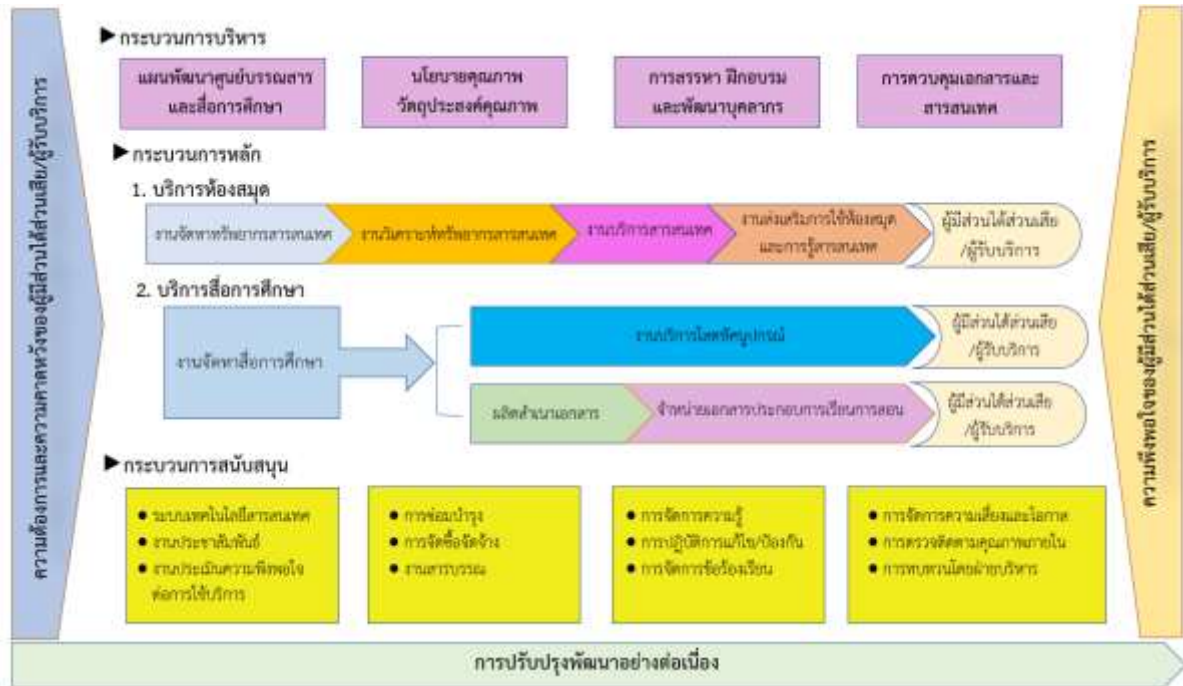 ความต้องการและความคาดหวังของผู้มีส่วนได้ส่วนเสีย/ผู้รับบริการ
กระบวนการบริหาร
แผนพัฒนาศูนย์บรรณสาร
และสื่อการศึกษา
นโยบายคุณภาพ
วัตถุประสงค์คุณภาพ
การสรรหา ฝึกอบรม
และพัฒนาบุคลากร
การควบคุมเอกสารและ
สารสนเทศ
กระบวนการหลัก
1. บริการห้องสมุด
งานจัดหาทรัพยากรสารสนเทศ
งานวิเคราะห์ทรัพยากรสารสนเทศ
งานบริการสารสนเทศ
งานส่งเสริมการใช้ห้องสมุด
และการรู้สารสนเทศ
ผู้มีส่วนได้ส่วนเสีย
/ผู้รับบริการ
2. บริการสื่อการศึกษา
งานจัดหาสื่อการศึกษา
งานบริการโสตทัศนูปกรณ์
ผู้มีส่วนได้ส่วนเสีย
/ผู้รับบริการ
ผลิตสำเนาเอกสาร
จำหน่ายเอกสารประกอบการเรียนการสอน
ผู้มีส่วนได้ส่วนเสีย
/ผู้รับบริการ
กระบวนการสนับสนุน
● ระบบเทคโนโลยีสารสนเทศ
● งานประชาสัมพันธ์
● งานประเมินความพึงพอใจ
ต่อการใช้บริการ
● การซ่อมบำรุง
● การจัดซื้อจัดจ้าง
● งานสารบรรณ
● การจัดการความรู้
● การปฏิบัติการแก้ไข/ป้องกัน
● การจัดการข้อร้องเรียน
● การจัดการความเสี่ยงและโอกาส
● การตรวจติดตามคุณภาพภายใน
● การทบทวนโดยฝ่ายบริหาร
ความพึงพอใจของผู้มีส่วนได้ส่วนเสีย/ผู้รับบริการ
การปรับปรุงพัฒนาอย่างต่อเนื่อง